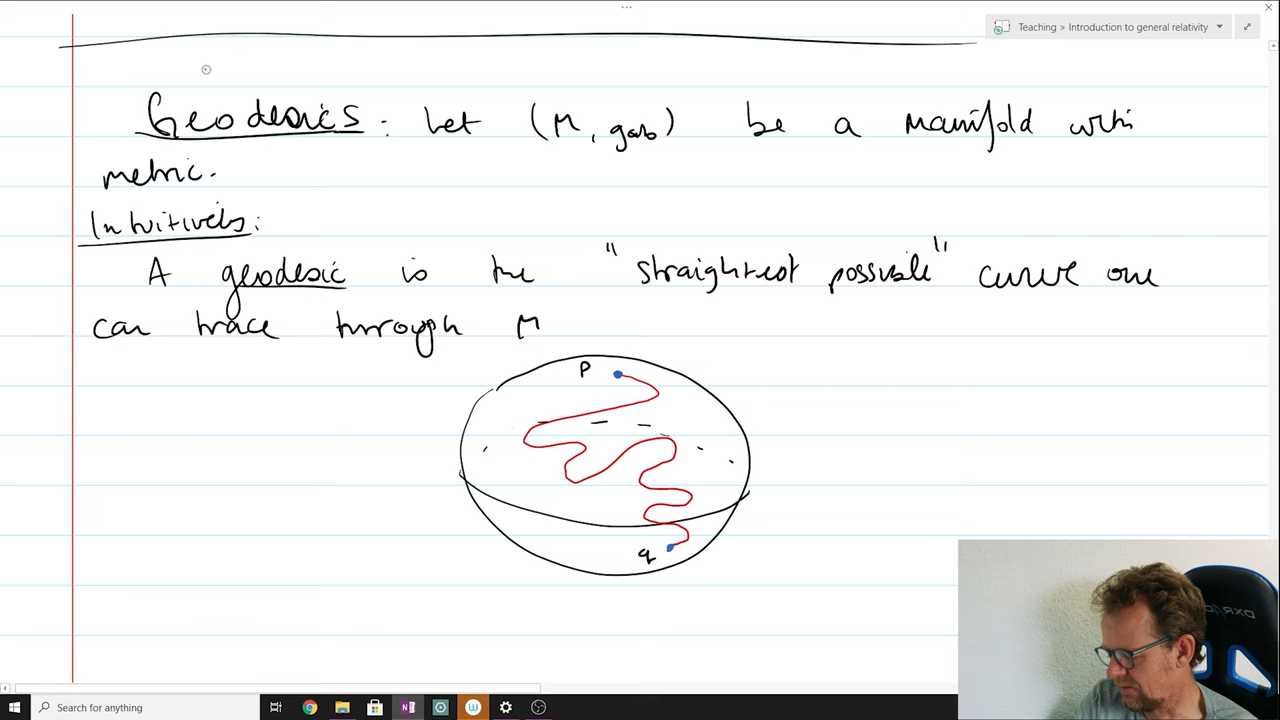 Teaching > Introduction to general relativity
Geodesics: Let (M, gab) be a manifold with
metric.
Intuitively:
A geodesic is the "straightest possible" curve one
can trace through M
p
q
DXR
Search for anything